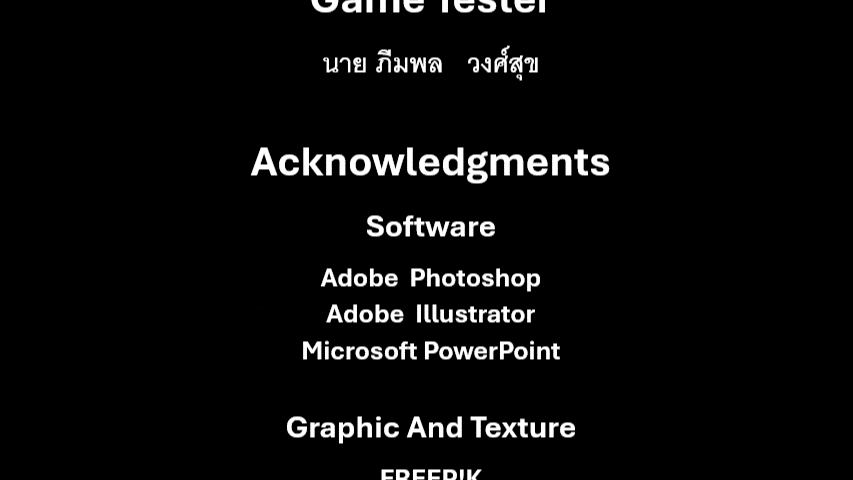 Game Tester
นาย ภีมพล วงศ์สุข
Acknowledgments
Software
Adobe Photoshop
Adobe Illustrator
Microsoft PowerPoint
Graphic And Texture
FREEPIK